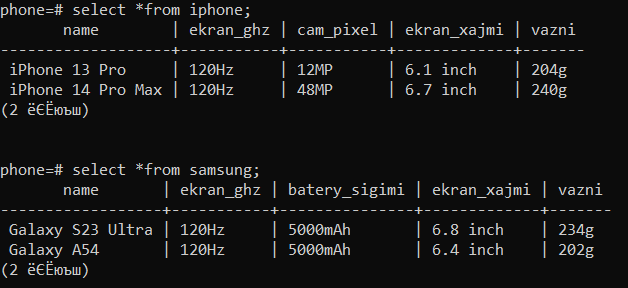 phone=# select *from iphone;
name | ekran_ghz | cam_pixel | ekran_xajmi | vazni
-----------------+-----------+-----------+-------------+-------
iPhone 13 Pro | 120Hz | 12MP | 6.1 inch | 204g
iPhone 14 Pro Max | 120Hz | 48MP | 6.7 inch | 240g
(2 ёЄЁюъш)
phone=# select *from samsung;
name | ekran_ghz | batery_sigimi | ekran_xajmi | vazni
------------------+-----------+---------------+-------------+-------
Galaxy S23 Ultra | 120Hz | 5000mAh | 6.8 inch | 234g
Galaxy A54 | 120Hz | 5000mAh | 6.4 inch | 202g
(2 ёЄЁюъш)